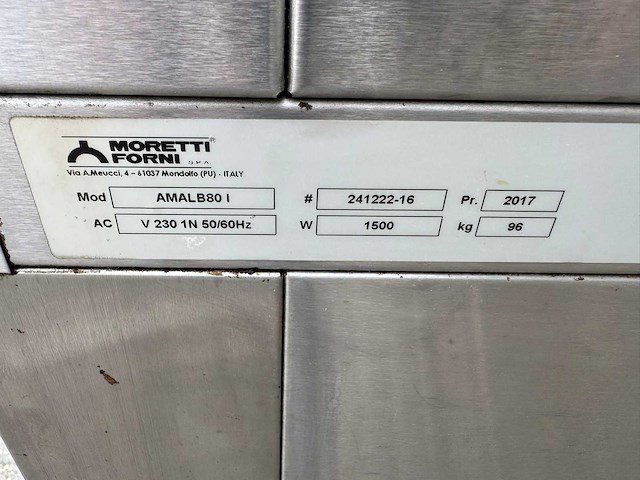 MORETTI®
FORNI S.P.A.
Via A.Meucci, 4 - 61037 Mondolfo (PU) - ITALY
Mod AMALB80 I # 241222-16 Pr. 2017
AC V 230 1N 50/60Hz W 1500 kg 96